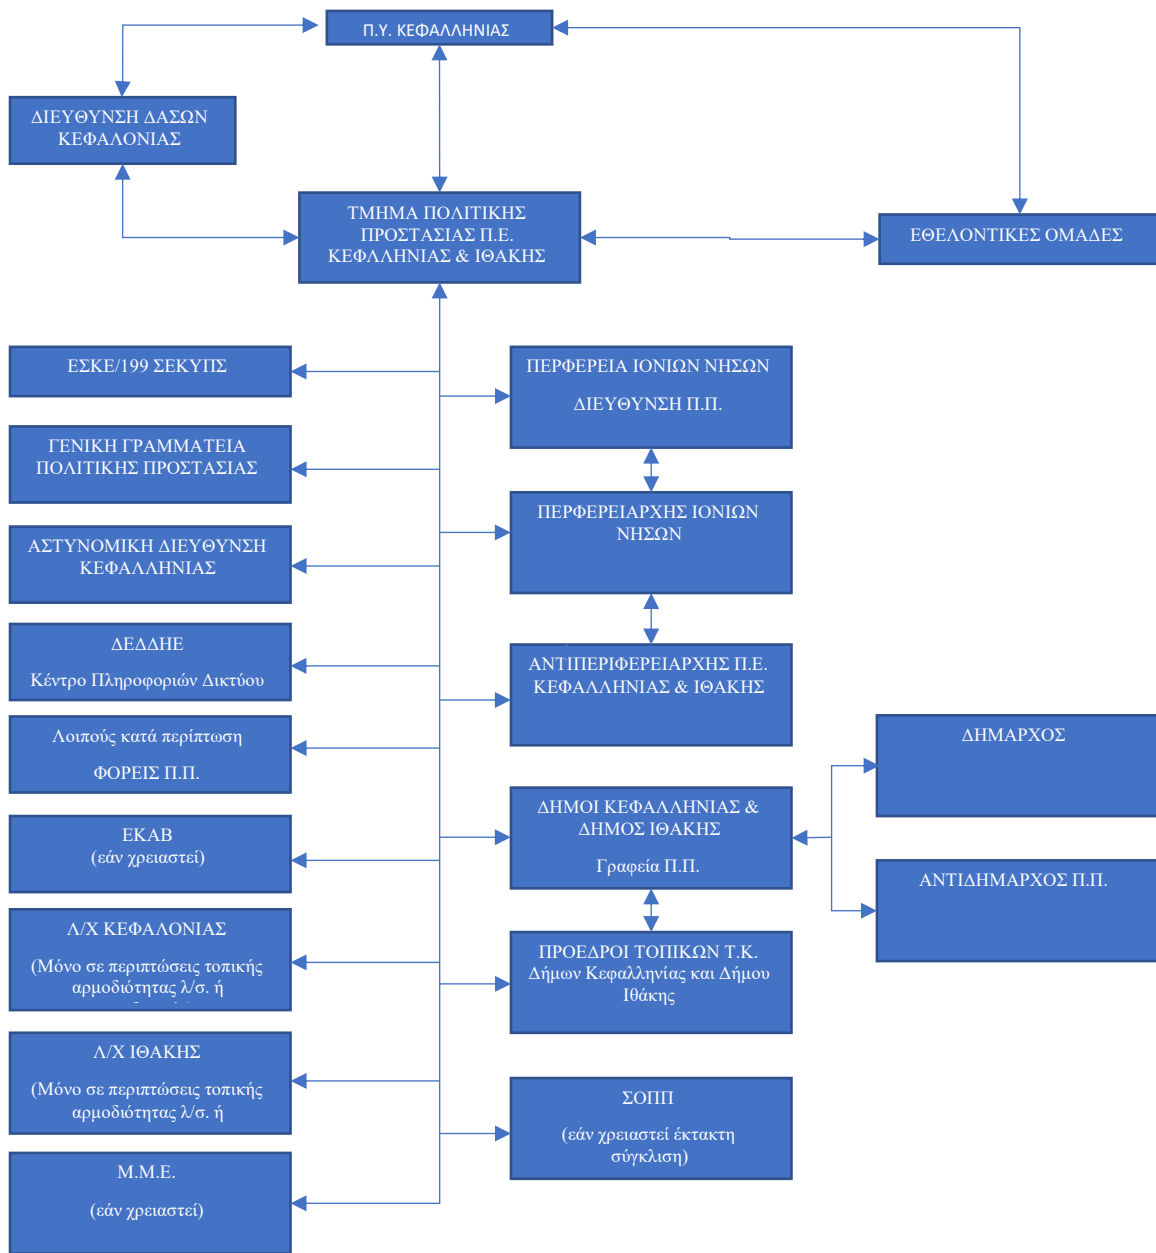 Π.Υ. ΚΕΦΑΛΛΗΝΙΑΣ
ΔΙΕΥΘΥΝΣΗ ΔΑΣΩΝ
ΚΕΦΑΛΟΝΙΑΣ
ΤΜΗΜΑ ΠΟΛΙΤΙΚΗΣ
ΠΡΟΣΤΑΣΙΑΣ Π.Ε.
ΚΕΦΛΛΗΝΙΑΣ & ΙΘΑΚΗΣ
ΕΘΕΛΟΝΤΙΚΕΣ ΟΜΑΔΕΣ
ΕΣΚΕ/199 ΣΕΚΥΠΣ
ΓΕΝΙΚΗ ΓΡΑΜΜΑΤΕΙΑ
ΠΟΛΙΤΙΚΗΣ ΠΡΟΣΤΑΣΙΑΣ
ΑΣΤΥΝΟΜΙΚΗ ΔΙΕΥΘΥΝΣΗ
ΚΕΦΑΛΛΗΝΙΑΣ
ΔΕΔΔΗΕ
Κέντρο Πληροφοριών Δικτύου
Λοιπούς κατά περίπτωση
ΦΟΡΕΙΣ Π.Π.
ΕΚΑΒ
(εάν χρειαστεί)
Λ/Χ ΚΕΦΑΛΟΝΙΑΣ
(Μόνο σε περιπτώσεις τοπικής
αρμοδιότητας λ/σ. ή
Λ/Χ ΙΘΑΚΗΣ
(Μόνο σε περιπτώσεις τοπικής
αρμοδιότητας λ/σ. ή
Μ.Μ.Ε.
(εάν χρειαστεί)
ΠΕΡΦΕΡΕΙΑ ΙΟΝΙΩΝ ΝΗΣΩΝ
ΔΙΕΥΘΥΝΣΗ Π.Π.
ΠΕΡΦΕΡΕΙΑΡΧΗΣ ΙΟΝΙΩΝ
ΝΗΣΩΝ
ΑΝΤΙΠΕΡΙΦΕΡΕΙΑΡΧΗΣ Π.Ε.
ΚΕΦΑΛΛΗΝΙΑΣ & ΙΘΑΚΗΣ
ΔΗΜΟΙ ΚΕΦΑΛΛΗΝΙΑΣ &
ΔΗΜΟΣ ΙΘΑΚΗΣ
Γραφεία Π.Π.
ΠΡΟΕΔΡΟΙ ΤΟΠΙΚΩΝ Τ.Κ.
Δήμων Κεφαλληνίας και Δήμου
Ιθάκης
ΣΟΠΠ
(εάν χρειαστεί έκτακτη
σύγκλιση)
ΔΗΜΑΡΧΟΣ
ΑΝΤΙΔΗΜΑΡΧΟΣ Π.Π.